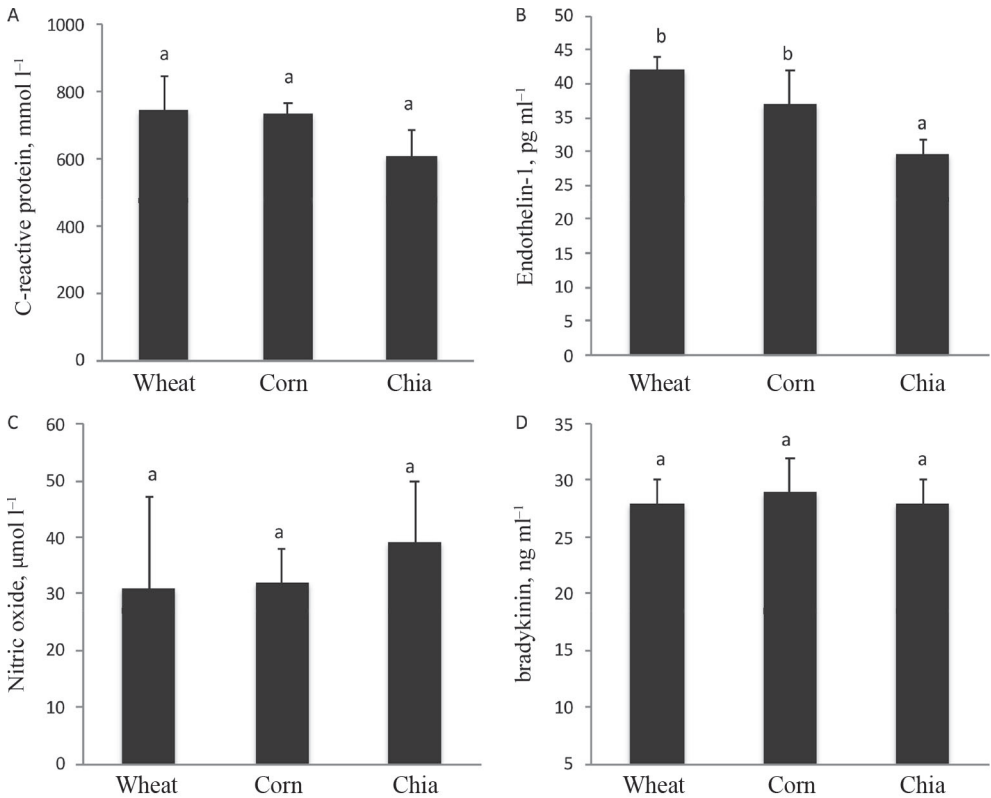 A
C-reactive protein, mmol l⁻¹
1000
800
600
400
200
0
a
a
a
Wheat
Corn
Chia
B
Endothelin-1, pg ml⁻¹
50
45
40
35
30
25
20
15
10
5
0
b
b
a
Wheat
Corn
Chia
C
Nitric oxide, μmol l⁻¹
60
50
40
30
20
10
0
a
a
a
Wheat
Corn
Chia
D
bradykinin, ng ml⁻¹
35
30
25
20
15
10
5
a
a
a
Wheat
Corn
Chia